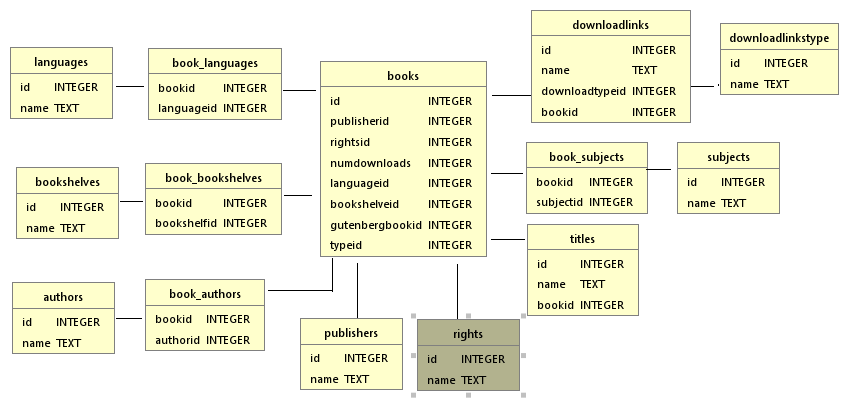 languages
id INTEGER
name TEXT
book_languages
bookid INTEGER
languageid INTEGER
books
id INTEGER
publisherid INTEGER
rightsid INTEGER
numdownloads INTEGER
languageid INTEGER
bookshelveid INTEGER
gutenbergbookid INTEGER
typeid INTEGER
downloadlinks
id INTEGER
name TEXT
downloadtypeid INTEGER
bookid INTEGER
downloadlinkstype
id INTEGER
name TEXT
bookshelves
id INTEGER
name TEXT
book_bookshelves
bookid INTEGER
bookshelfid INTEGER
book_subjects
bookid INTEGER
subjectid INTEGER
subjects
id INTEGER
name TEXT
titles
id INTEGER
name TEXT
bookid INTEGER
authors
id INTEGER
name TEXT
book_authors
bookid INTEGER
authorid INTEGER
publishers
id INTEGER
name TEXT
rights
id INTEGER
name TEXT